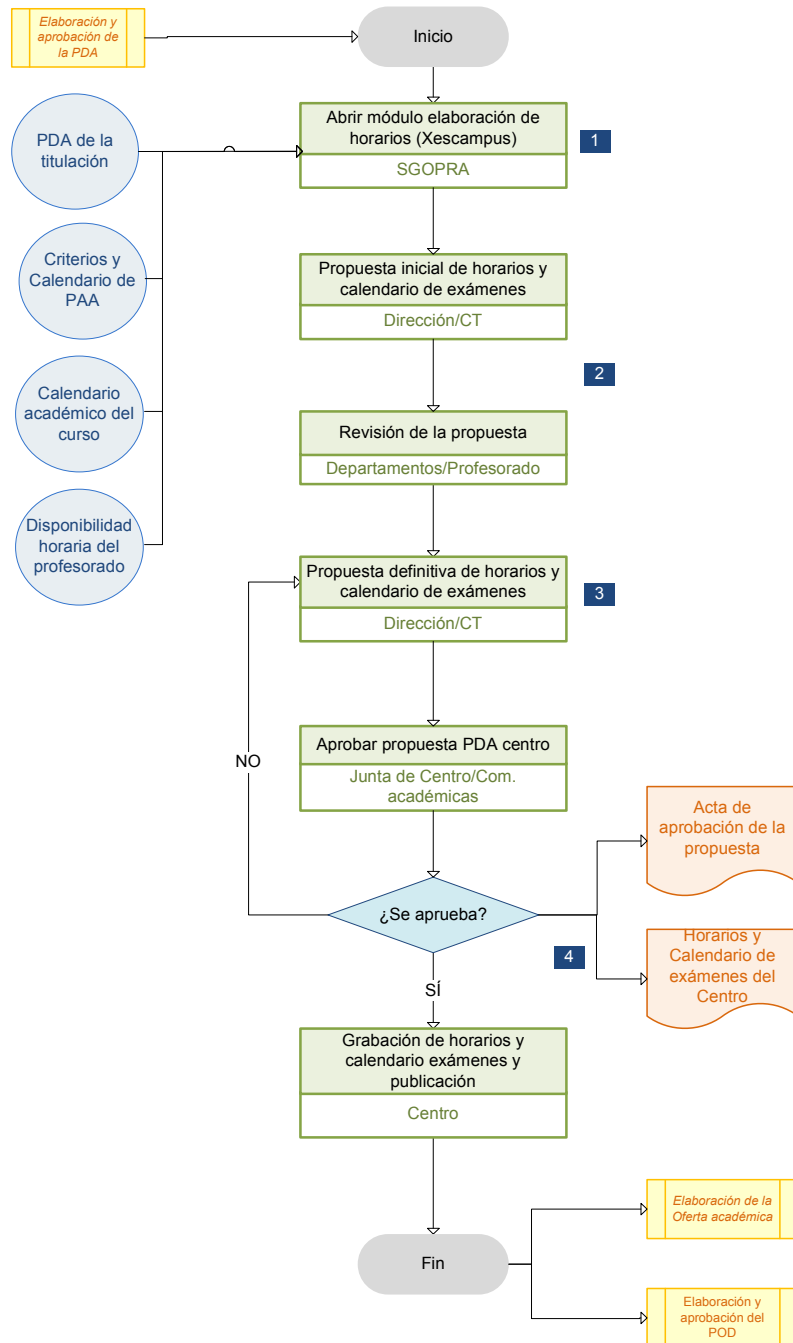 Elaboración y
aprobación de
la PDA
Inicio
Abrir módulo elaboración de
horarios (Xescampus)
SGOPRA
1
PDA de la
titulación
Criterios y
Calendario de
PAA
Propuesta inicial de horarios y
calendario de exámenes
Dirección/CT
2
Calendario
académico del
curso
Revisión de la propuesta
Departamentos/Profesorado
Disponibilidad
horaria del
profesorado
Propuesta definitiva de horarios y
calendario de exámenes
Dirección/CT
3
NO
Aprobar propuesta PDA centro
Junta de Centro/Com.
académicas
Acta de
aprobación de la
propuesta
¿Se aprueba?
4
Horarios y
Calendario de
exámenes del
Centro
SÍ
Grabación de horarios y
calendario exámenes y
publicación
Centro
Elaboración de la
Oferta académica
Fin
Elaboración y
aprobación del
POD